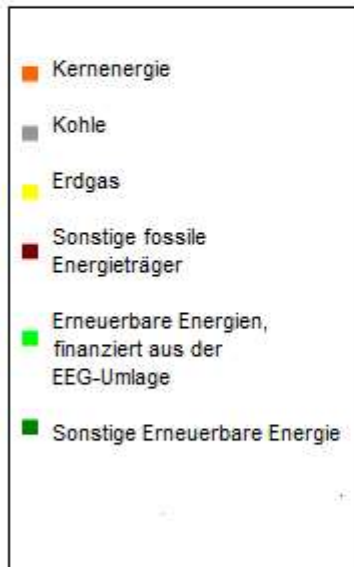 Kernenergie
Kohle
Erdgas
Sonstige fossile
Energieträger
Erneuerbare Energien,
finanziert aus der
EEG-Umlage
Sonstige Erneuerbare Energie